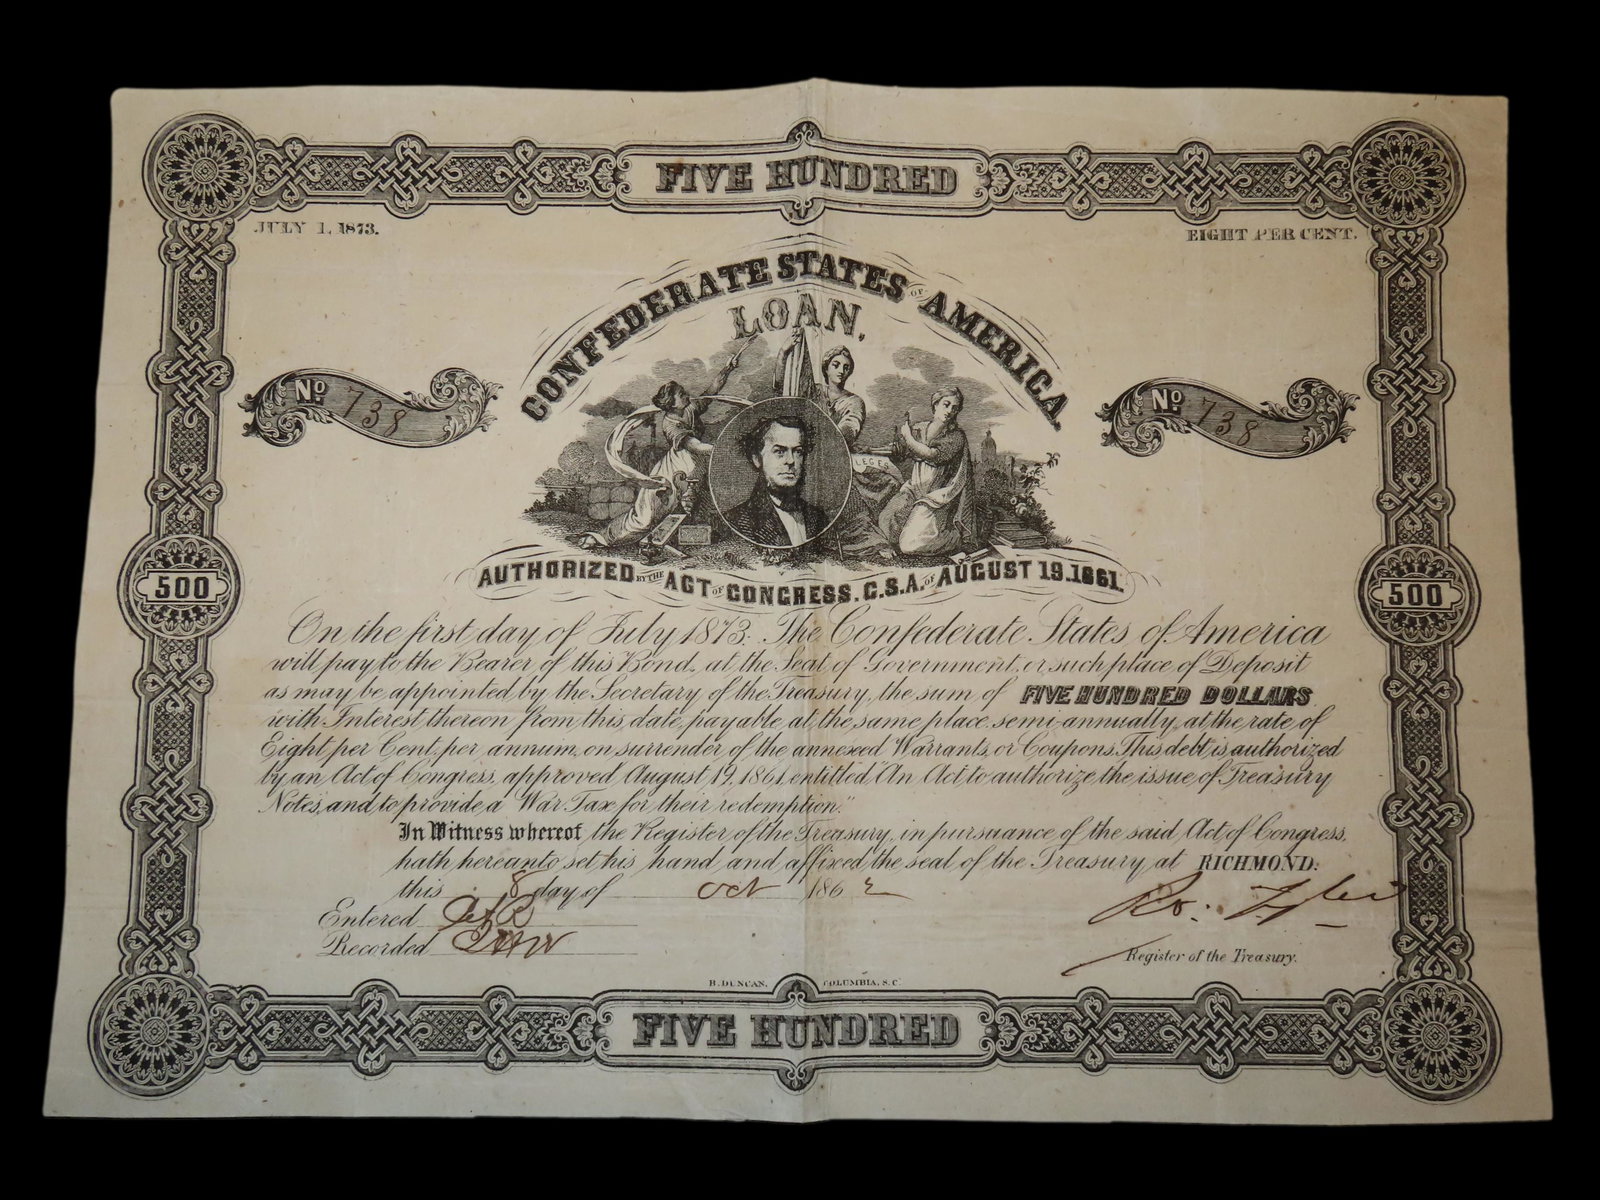 FIVE HUNDRED
JULY 1, 1873.
EIGHT PER CENT.
CONFEDERATE STATES OF AMERICA
LOAN,
No. 738
No. 738
LEGES
AUTHORIZED BY THE ACT OF CONGRESS. C.S.A. OF AUGUST 19.1861.
500
500
On the first day of July 1873. The Confederate States of America
will pay to the Bearer of this Bond, at the Seat of Government, or such place of Deposit
as may be appointed by the Secretary of the Treasury, the sum of FIVE HUNDRED DOLLARS
with Interest thereon from this date, payable at the same place semi-annually, at the rate of
Eight per Cent, per annum, on surrender of the annexed Warrants or Coupons. This debt is authorized
by an Act of Congress, approved August 19, 1861, entitled "An Act to authorize the issue of Treasury
Notes, and to provide a War Tax for their redemption."
In Witness whereof the Register of the Treasury, in pursuance of the said Act of Congress,
hath hereunto set his hand and affixed the seal of the Treasury at RICHMOND.
this 8 day of Oct 1862
Entered
Recorded
Ro: Tyler
Register of the Treasury.
B. DUNCAN. COLUMBIA, S.C.
FIVE HUNDRED